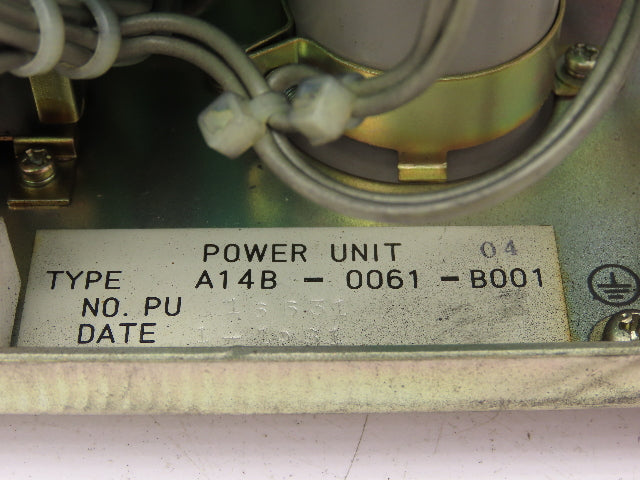 POWER UNIT 04
TYPE A14B - 0061 - B001
NO. PU
DATE